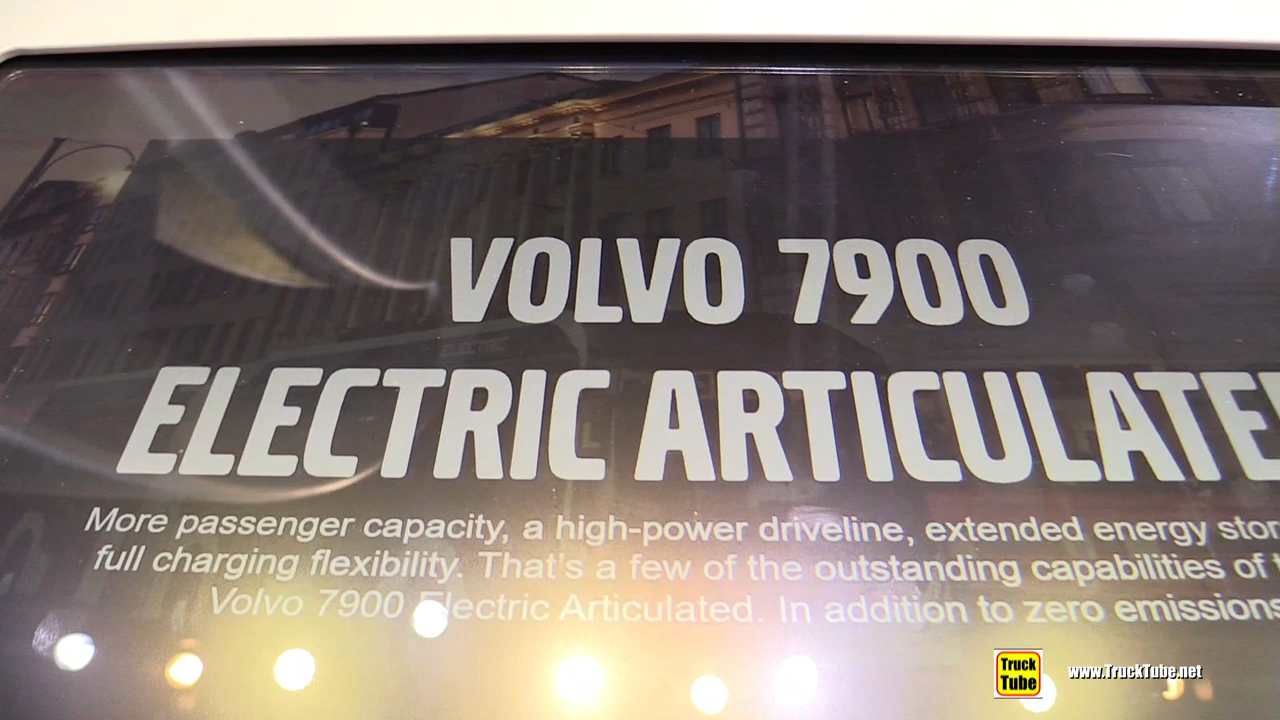 VOLVO 7900
ELECTRIC ARTICULATE
More passenger capacity, a high-power driveline, extended energy stor
full charging flexibility. That's a few of the outstanding capabilities of t
Volvo 7900 Electric Articulated. In addition to zero emissions
ELECTRIC
Truck
Tube
www.TruckTube.net